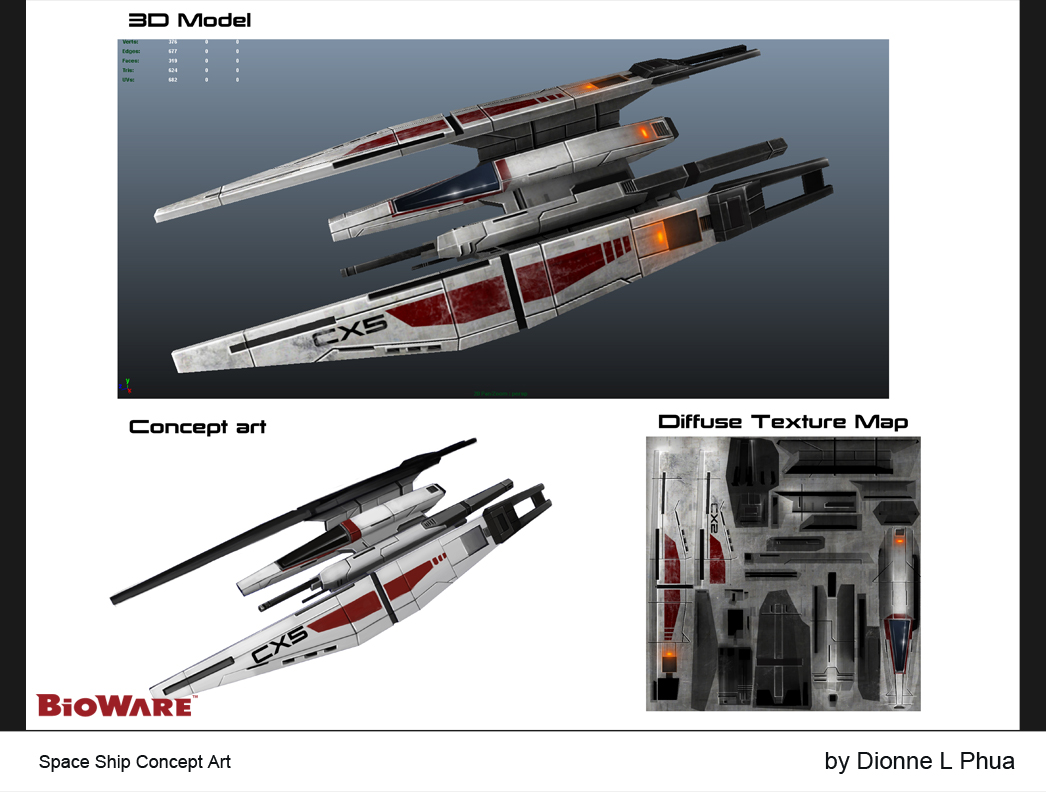 3D Model
Verts: 376 0 0
Edges: 677 0 0
Faces: 319 0 0
Tris: 624 0 0
UVs: 682 0 0
CX5
y
x
Concept art
Diffuse Texture Map
CX5
CX5
BIOWARE™
Space Ship Concept Art
by Dionne L Phua